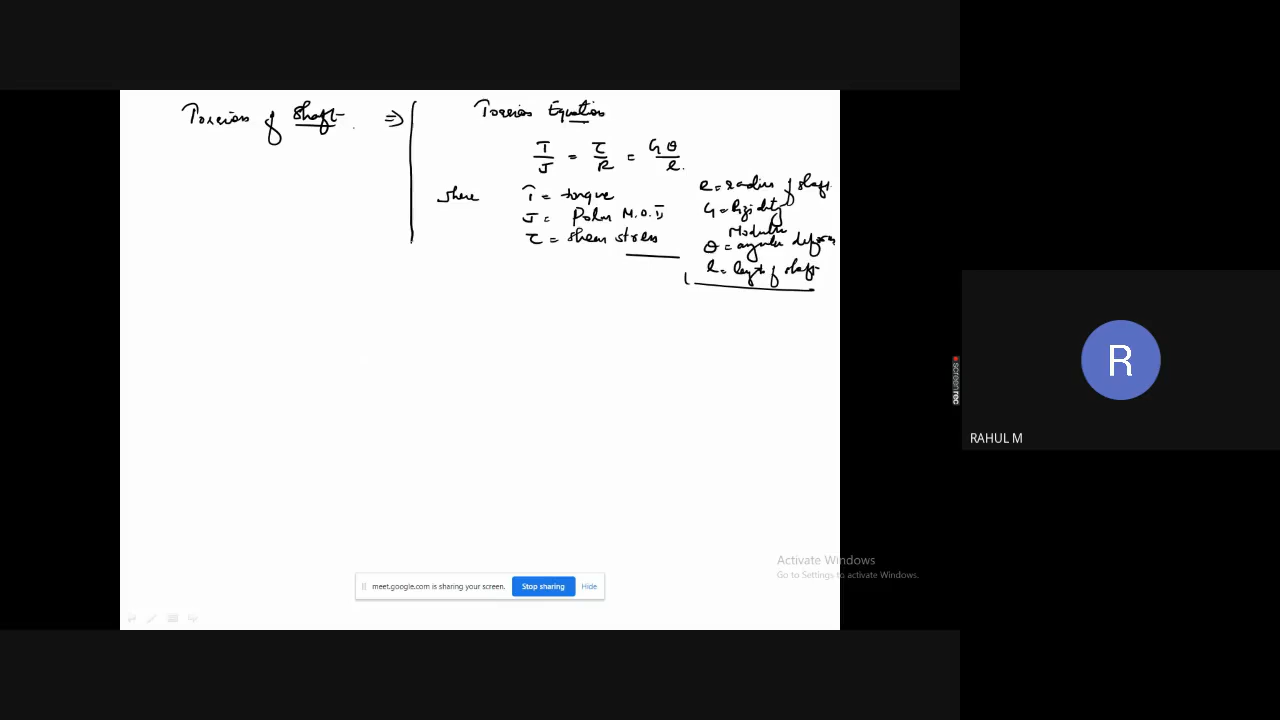 Torsion of shaft ⇒
Torsion Equation
T/J = τ/R = Gθ/l
where T = torque
J = Polar M.O.I
τ = shear stress
R = radius of shaft
G = Rigidity
Modulus
θ = angular deform
l = length of shaft
meet.google.com is sharing your screen. Stop sharing Hide
Activate Windows
Go to Settings to activate Windows.
screenrec
R
RAHUL M